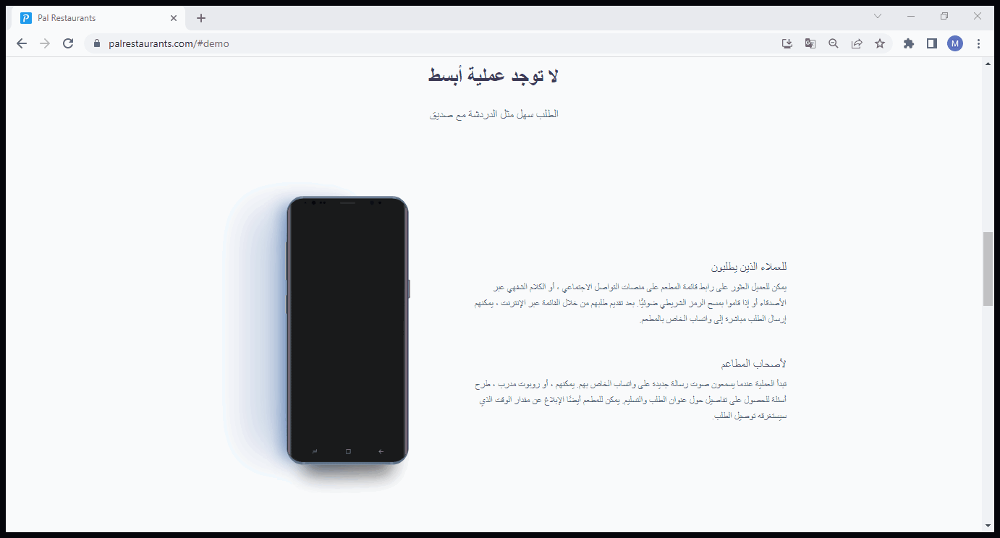 Pal Restaurants
palrestaurants.com/#demo
M
لا توجد عملية أبسط
الطلب سهل مثل الدردشة مع صديق
للعملاء الذين يطلبون
يمكن للعميل العثور على رابط قائمة المطعم على منصات التواصل الاجتماعي ، أو الكلام الشفهي عبر
الأصدقاء أو إذا قاموا بمسح الرمز الشريطي ضوئيًا. بعد تقديم طلبهم من خلال القائمة عبر الإنترنت ، يمكنهم
إرسال الطلب مباشرة إلى واتساب الخاص بالمطعم.
لأصحاب المطاعم
تبدأ العملية عندما يسمعون صوت رسالة جديدة على واتساب الخاص بهم. يمكنهم ، أو روبوت مدرب ، طرح
أسئلة للحصول على تفاصيل حول عنوان الطلب والتسليم. يمكن للمطعم أيضًا الإبلاغ عن مقدار الوقت الذي
سيستغرقه توصيل الطلب.